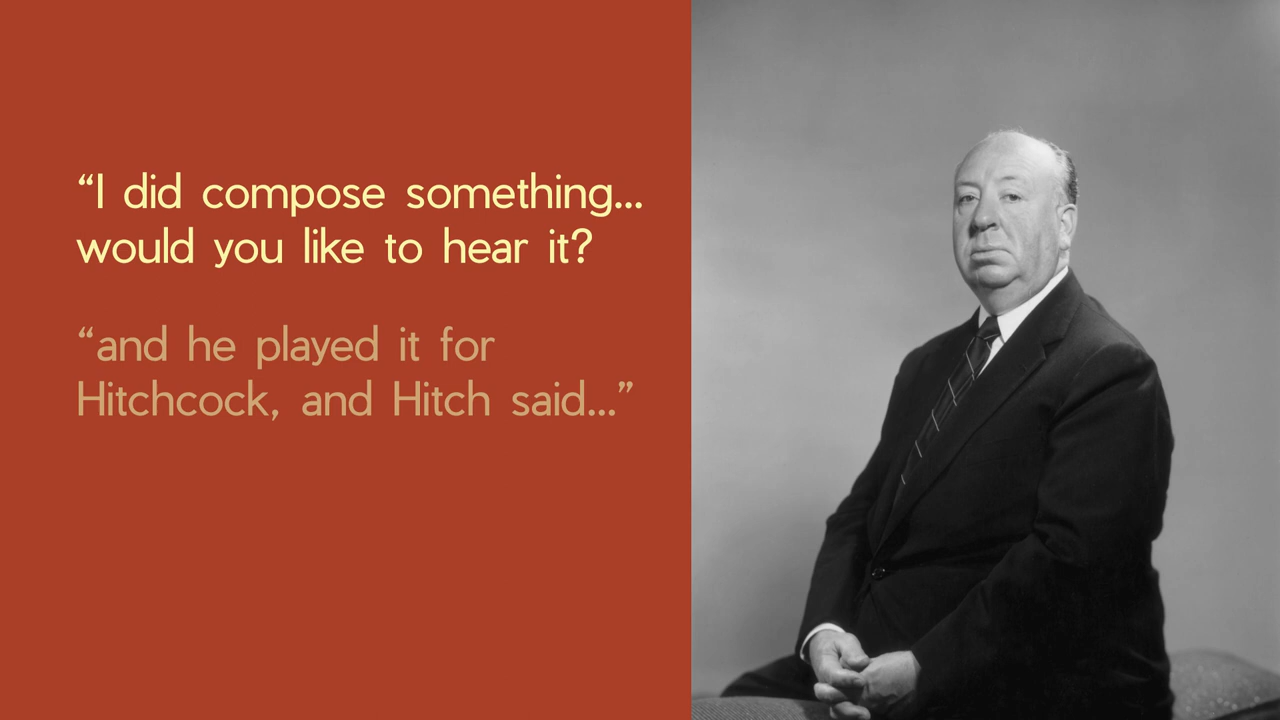 “I did compose something...
would you like to hear it?
“and he played it for
Hitchcock, and Hitch said...”